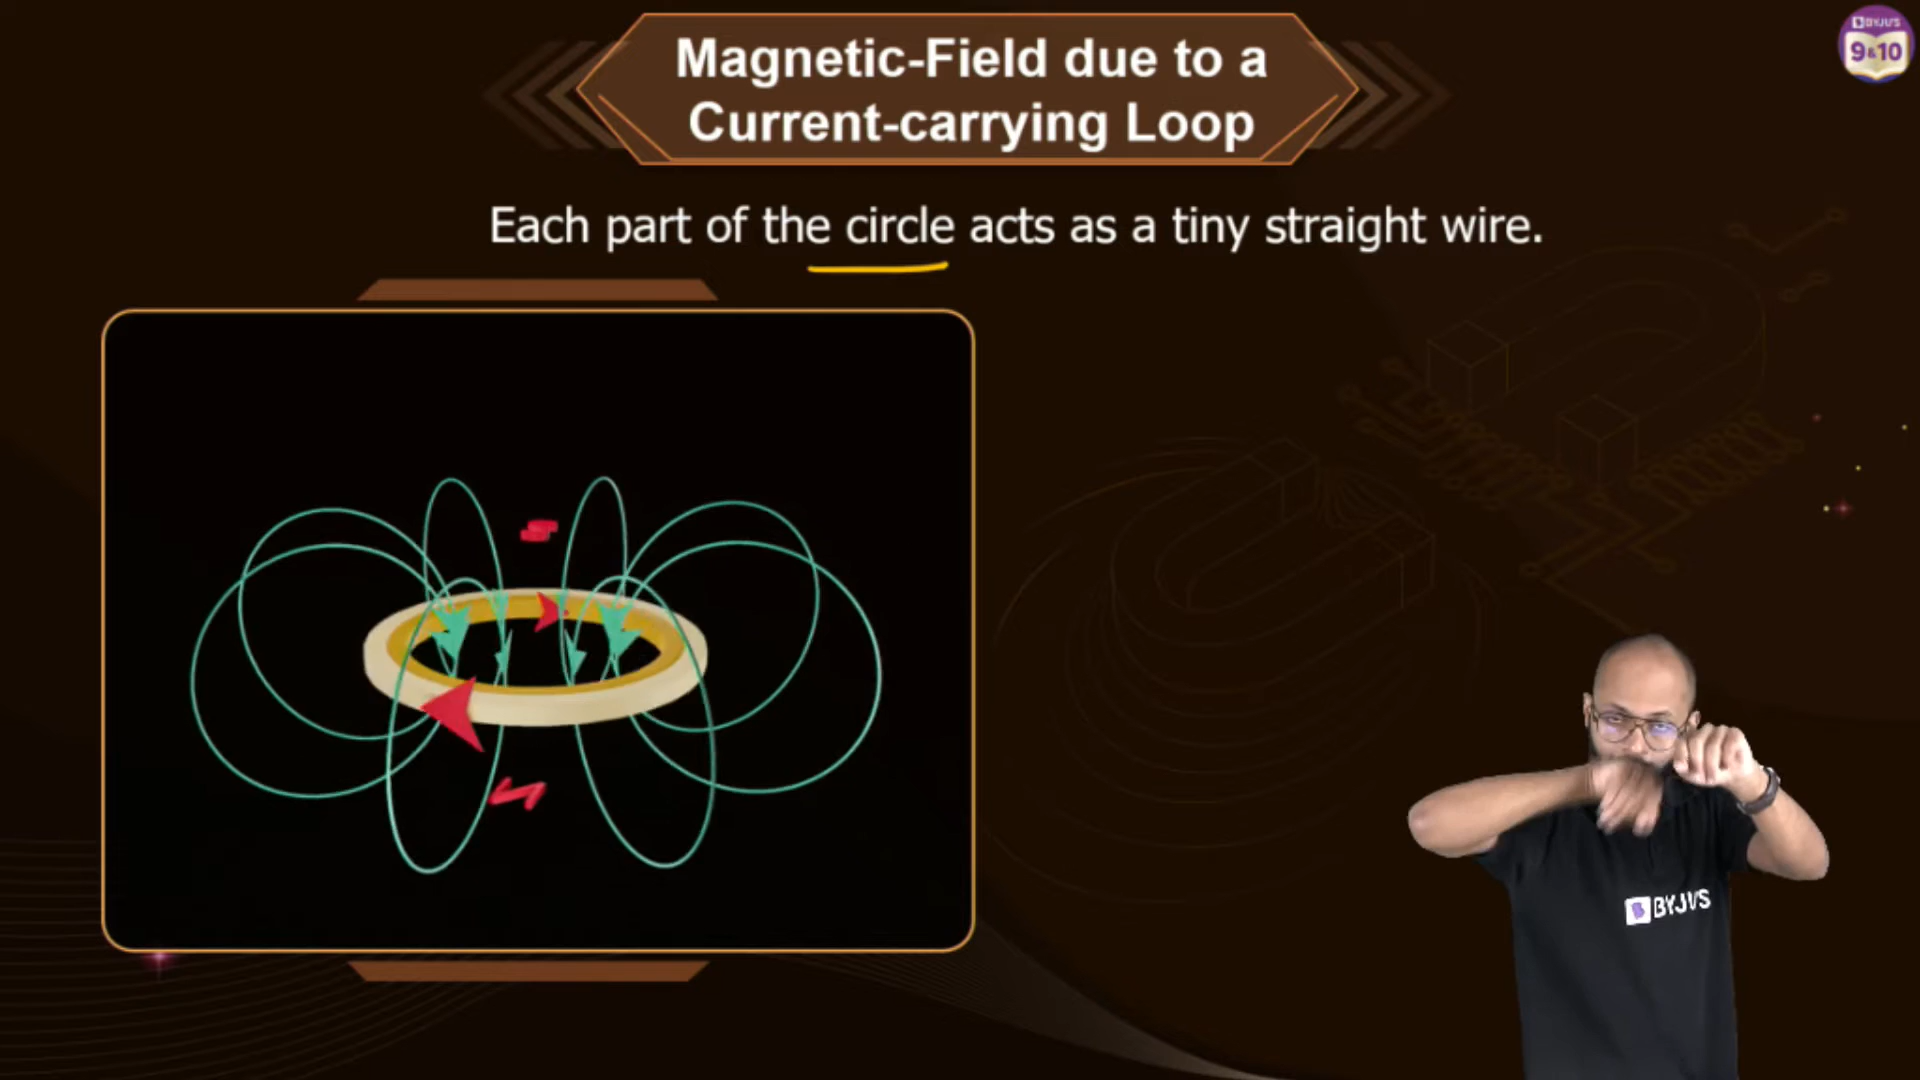 Magnetic-Field due to a
Current-carrying Loop
BYJU'S
9&10
Each part of the circle acts as a tiny straight wire.
BYJU'S